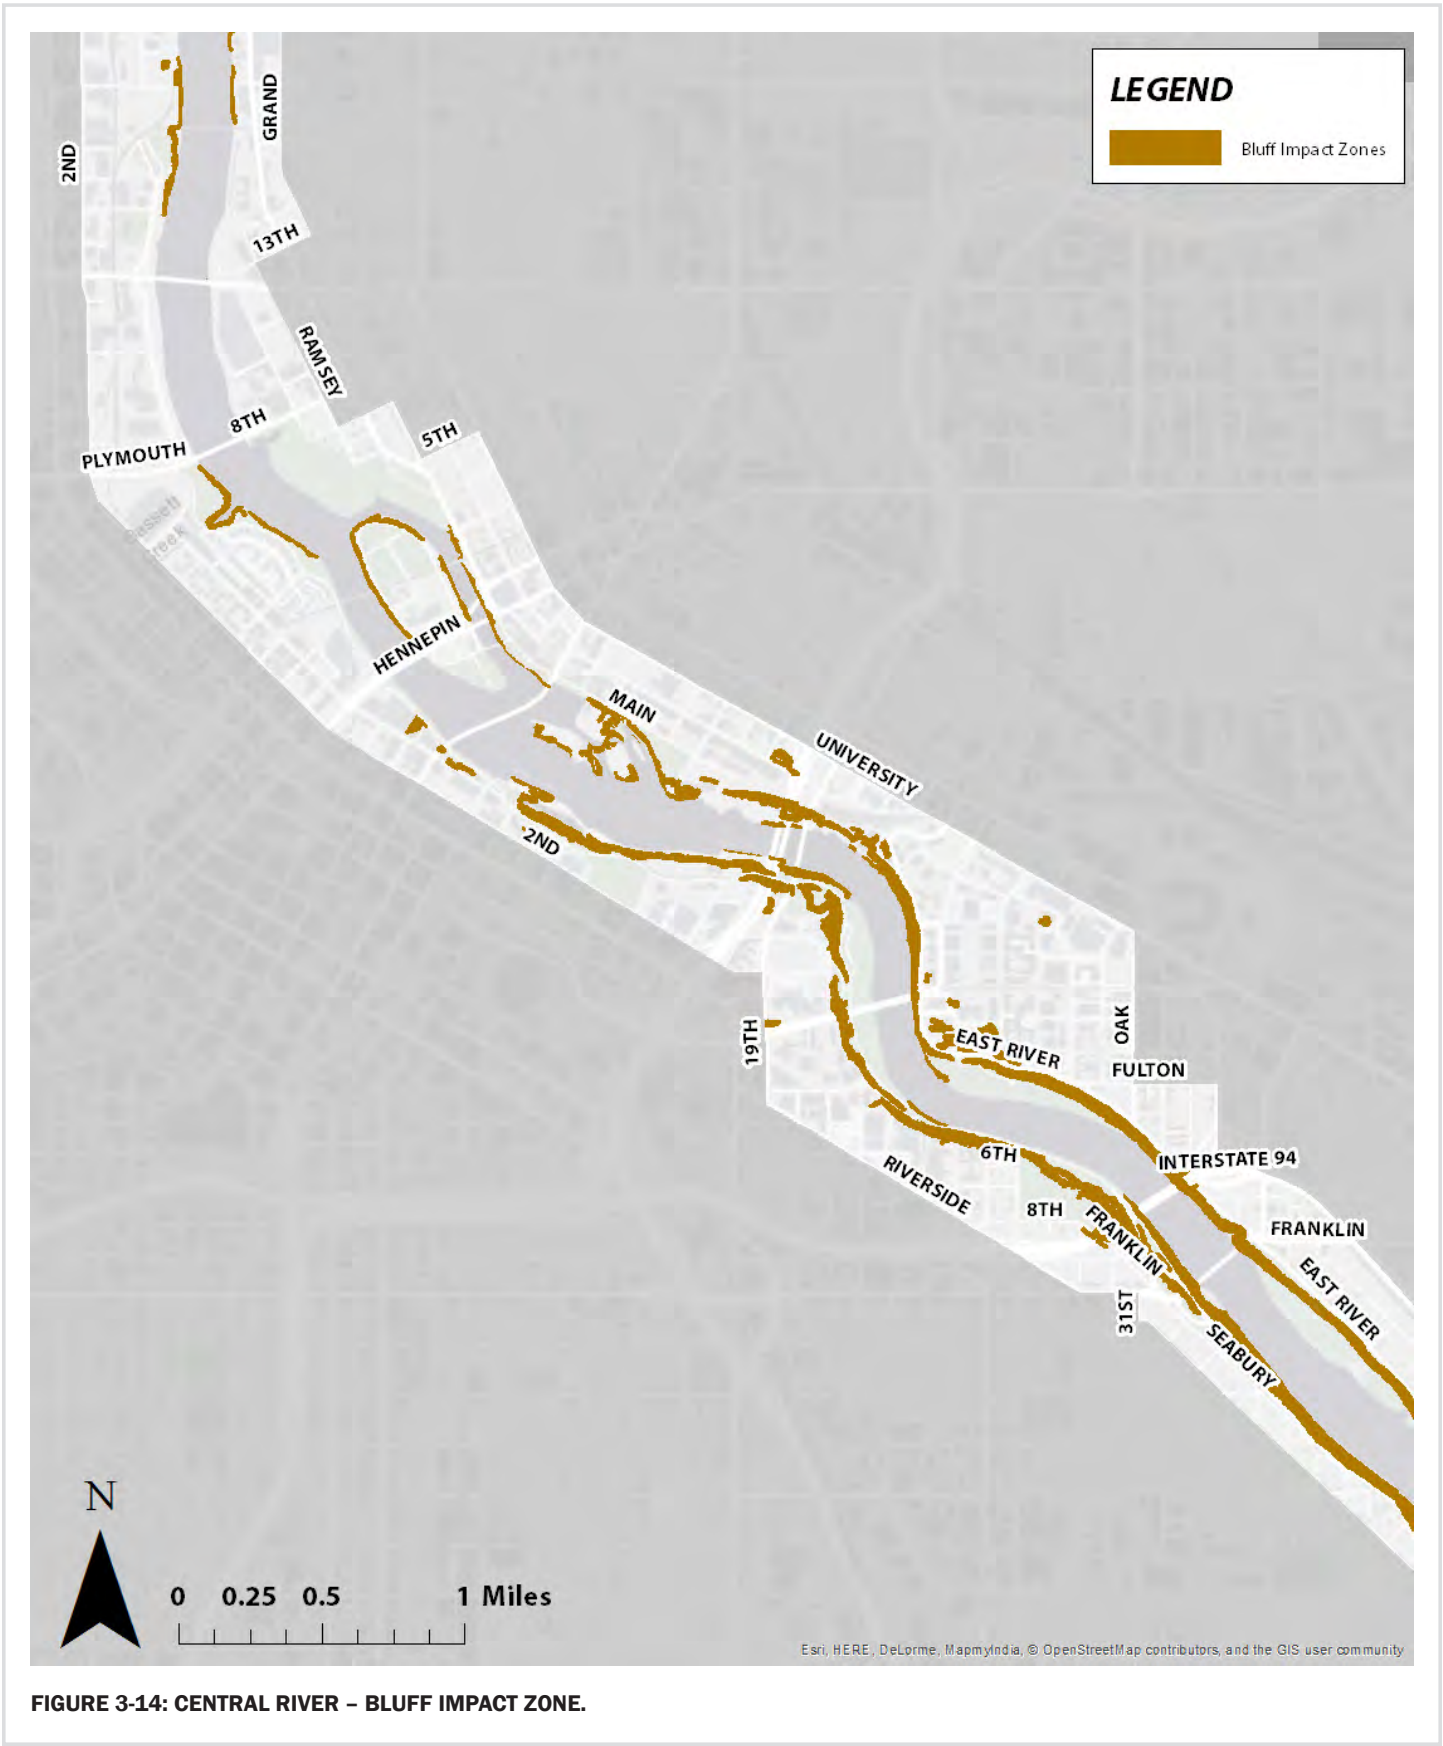 LEGEND
Bluff Impact Zones
GRAND
2ND
13TH
RAMSEY
8TH
5TH
PLYMOUTH
Bassett
Creek
HENNEPIN
MAIN
UNIVERSITY
2ND
19TH
OAK
EAST RIVER
FULTON
6TH
INTERSTATE 94
RIVERSIDE
8TH
FRANKLIN
FRANKLIN
EAST RIVER
31ST
SEABURY
N
0 0.25 0.5 1 Miles
Esri, HERE, DeLorme, MapmyIndia, © OpenStreetMap contributors, and the GIS user community
FIGURE 3-14: CENTRAL RIVER – BLUFF IMPACT ZONE.